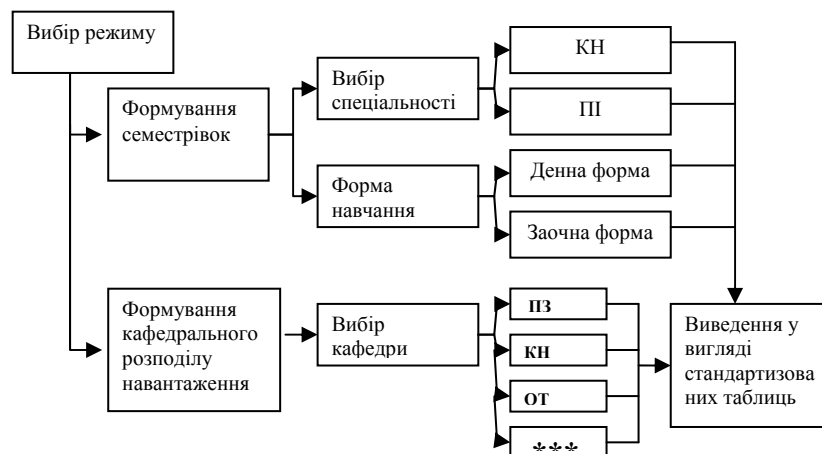 Вибір режиму
Формування
семестрівок
Вибір
спеціальності
КН
ПІ
Форма
навчання
Денна форма
Заочна форма
Формування
кафедрального
розподілу
навантаження
Вибір
кафедри
ПЗ
КН
ОТ
***
Виведення у
вигляді
стандартизова
них таблиць